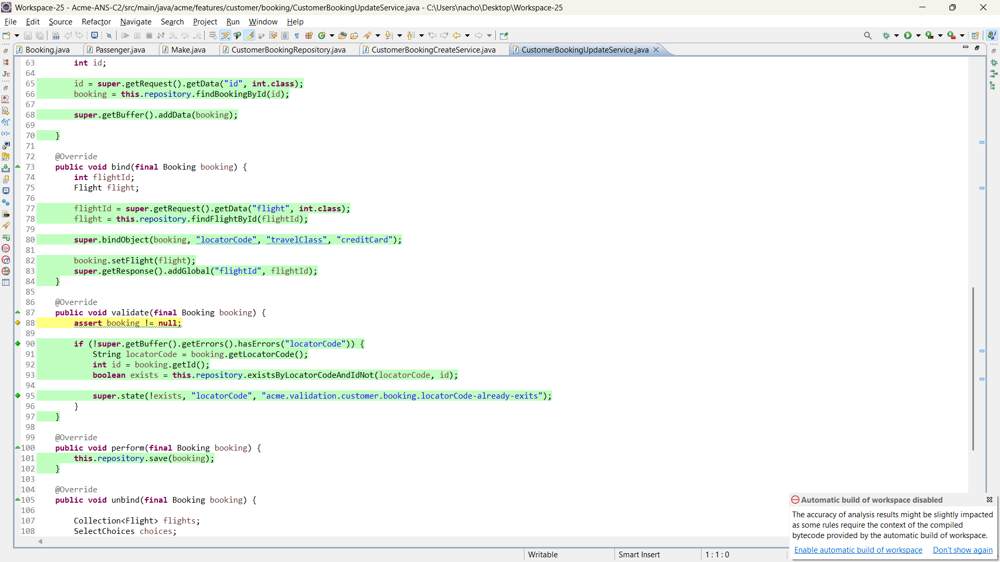 Workspace-25 - Acme-ANS-C2/src/main/java/acme/features/customer/booking/CustomerBookingUpdateService.java - C:\Users\nacho\Desktop\Workspace-25
File Edit Source Refactor Navigate Search Project Run Window Help
Booking.java Passenger.java Make.java CustomerBookingRepository.java CustomerBookingCreateService.java CustomerBookingUpdateService.java
63 int id;
64
65 id = super.getRequest().getData("id", int.class);
66 booking = this.repository.findBookingById(id);
67
68 super.getBuffer().addData(booking);
69
70 }
71
72 @Override
73 public void bind(final Booking booking) {
74 int flightId;
75 Flight flight;
76
77 flightId = super.getRequest().getData("flight", int.class);
78 flight = this.repository.findFlightById(flightId);
79
80 super.bindObject(booking, "locatorCode", "travelClass", "creditCard");
81
82 booking.setFlight(flight);
83 super.getResponse().addGlobal("flightId", flightId);
84 }
85
86 @Override
87 public void validate(final Booking booking) {
88 assert booking != null;
89
90 if (!super.getBuffer().getErrors().hasErrors("locatorCode")) {
91 String locatorCode = booking.getLocatorCode();
92 int id = booking.getId();
93 boolean exists = this.repository.existsByLocatorCodeAndIdNot(locatorCode, id);
94
95 super.state(!exists, "locatorCode", "acme.validation.customer.booking.locatorCode-already-exits");
96 }
97 }
98
99 @Override
100 public void perform(final Booking booking) {
101 this.repository.save(booking);
102 }
103
104 @Override
105 public void unbind(final Booking booking) {
106
107 Collection<Flight> flights;
108 SelectChoices choices;
Automatic build of workspace disabled
The accuracy of analysis results might be slightly impacted
as some rules require the context of the compiled
bytecode provided by the automatic build of workspace.
Enable automatic build of workspace Don't show again
Writable Smart Insert 1 : 1 : 0